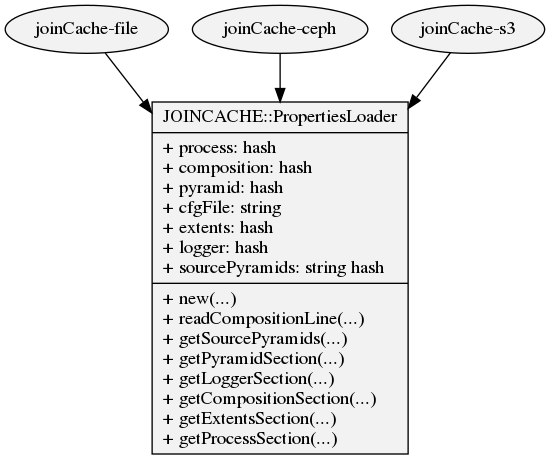 joinCache-file
joinCache-ceph
joinCache-s3
JOINCACHE::PropertiesLoader
+ process: hash
+ composition: hash
+ pyramid: hash
+ cfgFile: string
+ extents: hash
+ logger: hash
+ sourcePyramids: string hash
+ new(...)
+ readCompositionLine(...)
+ getSourcePyramids(...)
+ getPyramidSection(...)
+ getLoggerSection(...)
+ getCompositionSection(...)
+ getExtentsSection(...)
+ getProcessSection(...)